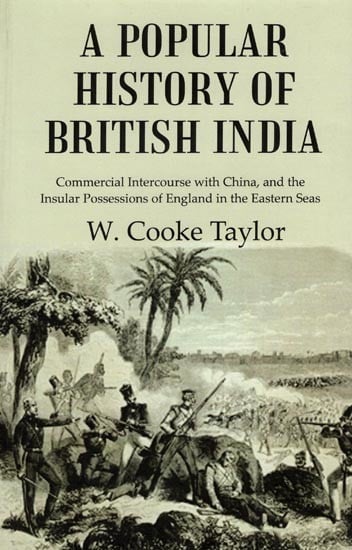 A POPULAR
HISTORY OF
BRITISH INDIA
Commercial Intercourse with China, and the
Insular Possessions of England in the Eastern Seas
W. Cooke Taylor